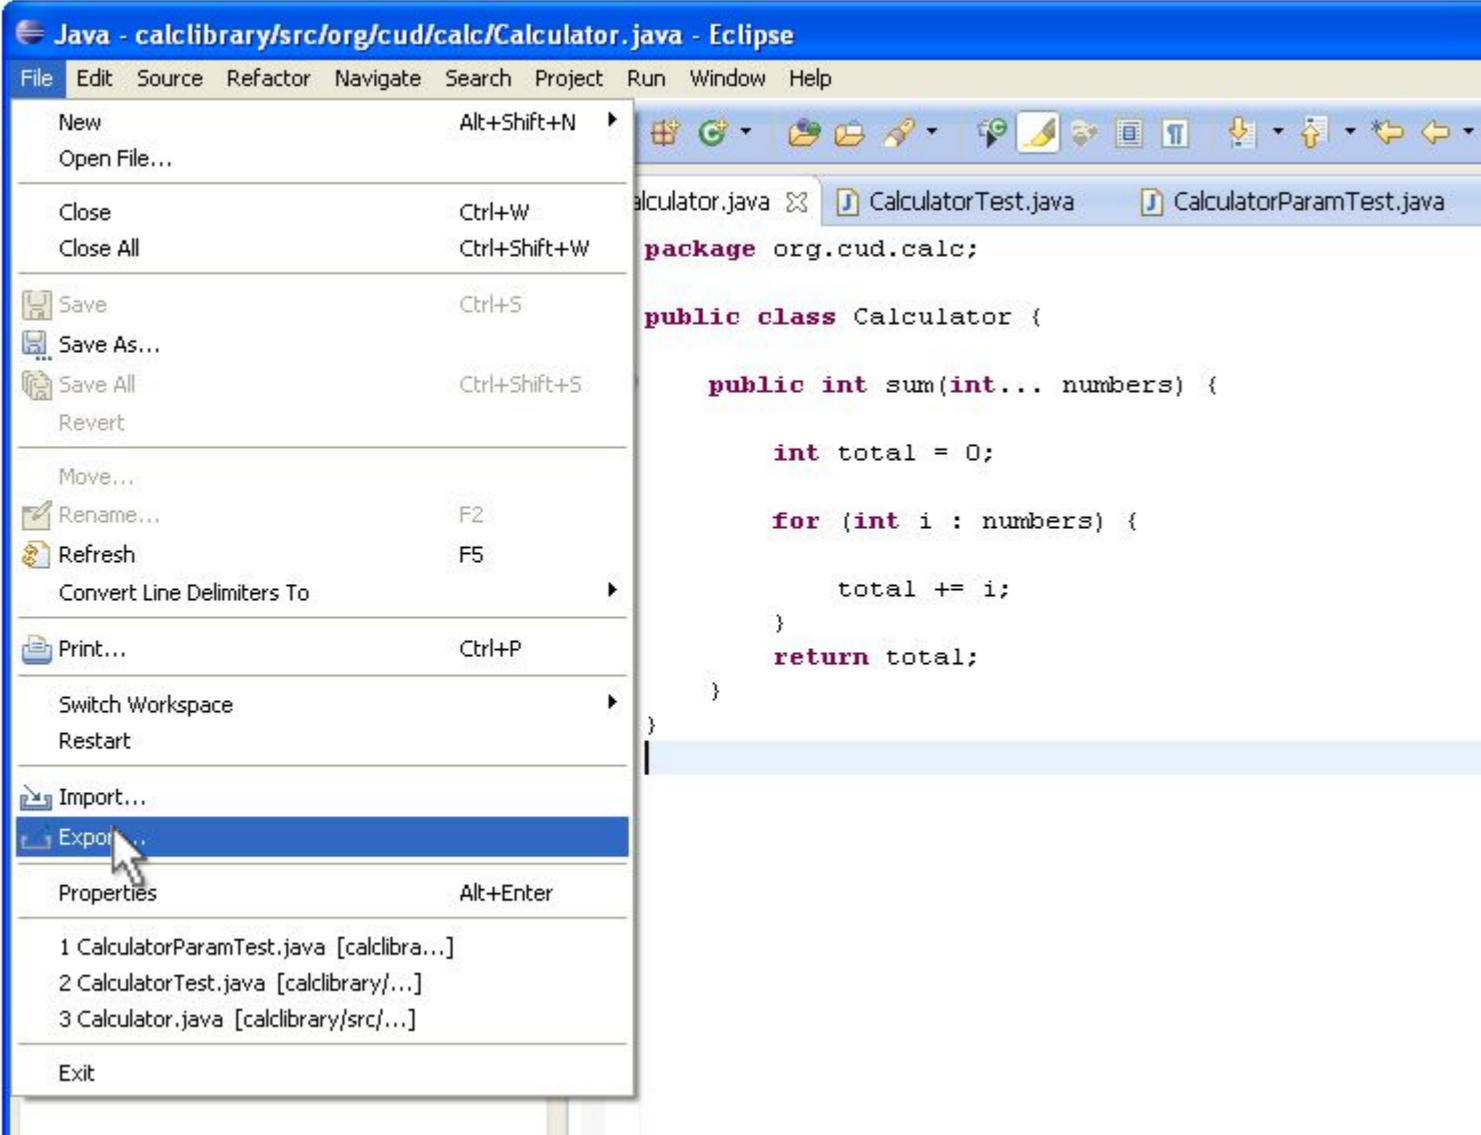 Java - calclibrary/src/org/cud/calc/Calculator.java - Eclipse
File Edit Source Refactor Navigate Search Project Run Window Help
New Alt+Shift+N
Open File...
Close Ctrl+W
Close All Ctrl+Shift+W
Save Ctrl+S
Save As...
Save All Ctrl+Shift+S
Revert
Move...
Rename... F2
Refresh F5
Convert Line Delimiters To
Print... Ctrl+P
Switch Workspace
Restart
Import...
Export...
Properties Alt+Enter
1 CalculatorParamTest.java [calclibra...]
2 CalculatorTest.java [calclibrary/...]
3 Calculator.java [calclibrary/src/...]
Exit
alculator.java CalculatorTest.java CalculatorParamTest.java
package org.cud.calc;
public class Calculator {
public int sum(int... numbers) {
int total = 0;
for (int i : numbers) {
total += i;
}
return total;
}
}